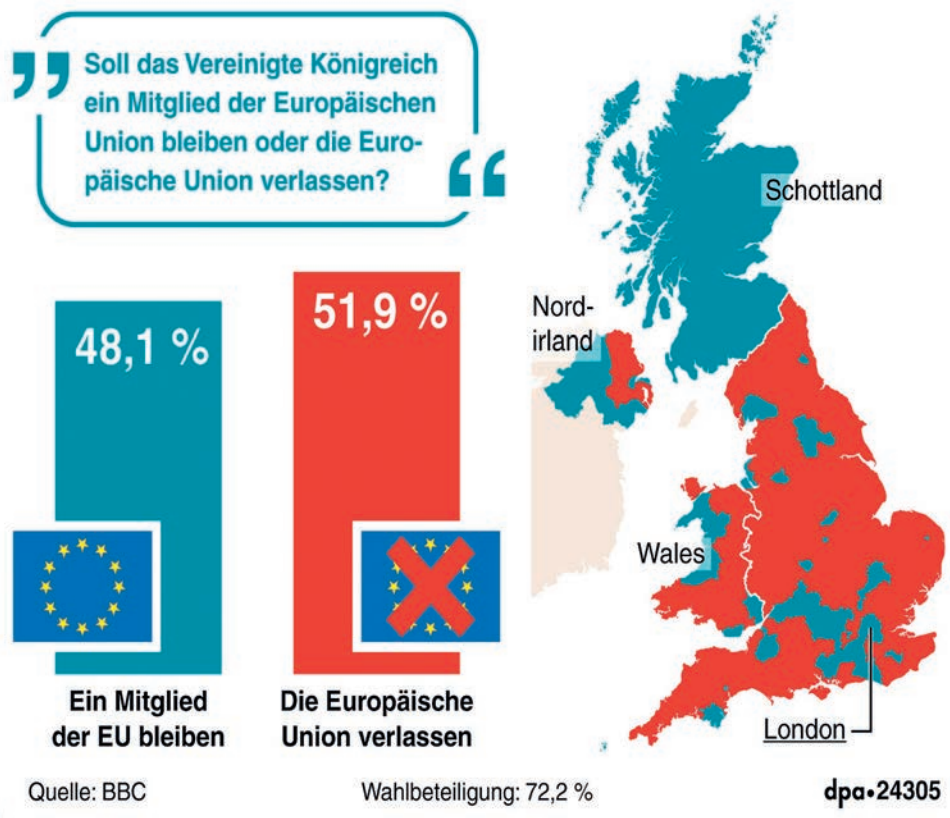 Soll das Vereinigte Königreich
ein Mitglied der Europäischen
Union bleiben oder die Euro-
päische Union verlassen?
48,1 %
51,9 %
Ein Mitglied
der EU bleiben
Die Europäische
Union verlassen
Schottland
Nord-
irland
Wales
London
Quelle: BBC
Wahlbeteiligung: 72,2 %
dpa•24305